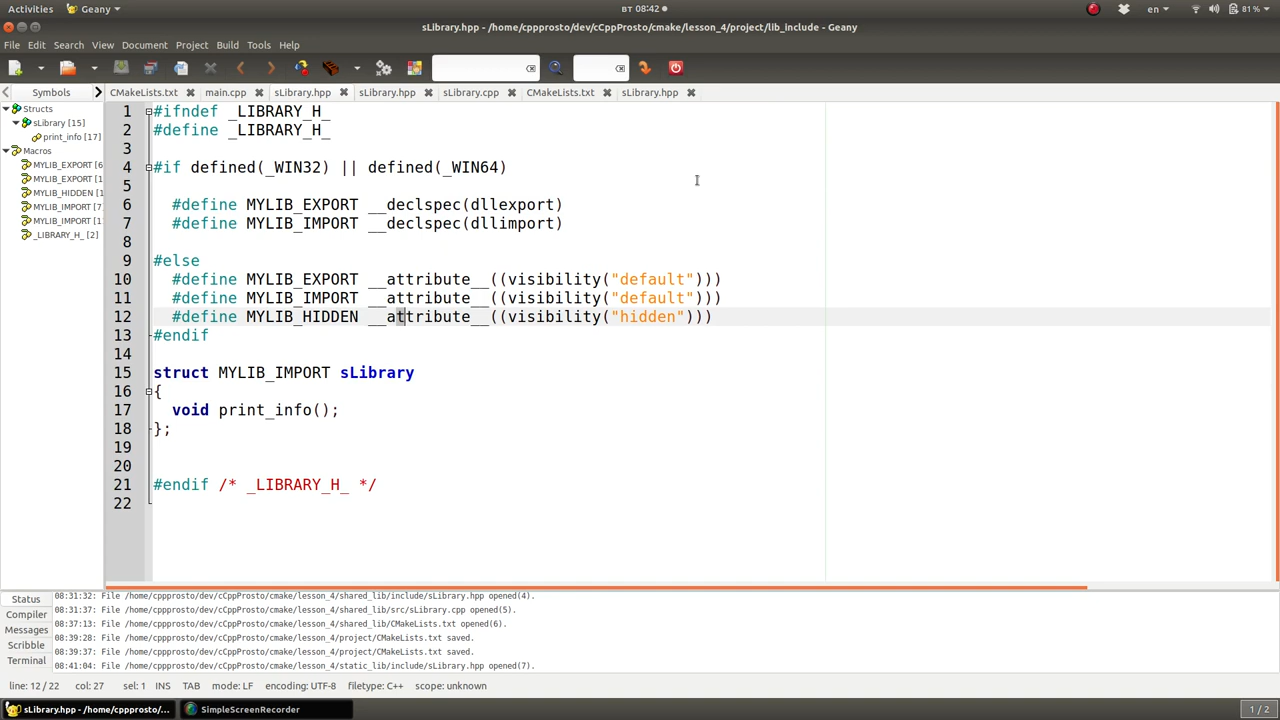 Activities Geany вт 08:42 en 81%
sLibrary.hpp - /home/cppprosto/dev/cCppProsto/cmake/lesson_4/project/lib_include - Geany
File Edit Search View Document Project Build Tools Help
Symbols CMakeLists.txt main.cpp sLibrary.hpp sLibrary.hpp sLibrary.cpp CMakeLists.txt sLibrary.hpp
Structs
sLibrary [15]
print_info [17]
Macros
MYLIB_EXPORT [6
MYLIB_EXPORT [
MYLIB_HIDDEN [1
MYLIB_IMPORT [7
MYLIB_IMPORT [1
_LIBRARY_H_ [2]
1 #ifndef _LIBRARY_H_
2 #define _LIBRARY_H_
3
4 #if defined(_WIN32) || defined(_WIN64)
5
6 #define MYLIB_EXPORT __declspec(dllexport)
7 #define MYLIB_IMPORT __declspec(dllimport)
8
9 #else
10 #define MYLIB_EXPORT __attribute__((visibility("default")))
11 #define MYLIB_IMPORT __attribute__((visibility("default")))
12 #define MYLIB_HIDDEN __attribute__((visibility("hidden")))
13 #endif
14
15 struct MYLIB_IMPORT sLibrary
16 {
17 void print_info();
18 };
19
20
21 #endif /* _LIBRARY_H_ */
22
Status
Compiler
Messages
Scribble
Terminal
08:31:32: File /home/cppprosto/dev/cCppProsto/cmake/lesson_4/shared_lib/include/sLibrary.hpp opened(4).
08:31:37: File /home/cppprosto/dev/cCppProsto/cmake/lesson_4/shared_lib/src/sLibrary.cpp opened(5).
08:37:13: File /home/cppprosto/dev/cCppProsto/cmake/lesson_4/shared_lib/CMakeLists.txt opened(6).
08:39:28: File /home/cppprosto/dev/cCppProsto/cmake/lesson_4/project/CMakeLists.txt saved.
08:39:37: File /home/cppprosto/dev/cCppProsto/cmake/lesson_4/project/CMakeLists.txt saved.
08:41:04: File /home/cppprosto/dev/cCppProsto/cmake/lesson_4/static_lib/include/sLibrary.hpp opened(7).
line: 12 / 22 col: 27 sel: 1 INS TAB mode: LF encoding: UTF-8 filetype: C++ scope: unknown
sLibrary.hpp - /home/cppprosto/... SimpleScreenRecorder 1 / 2